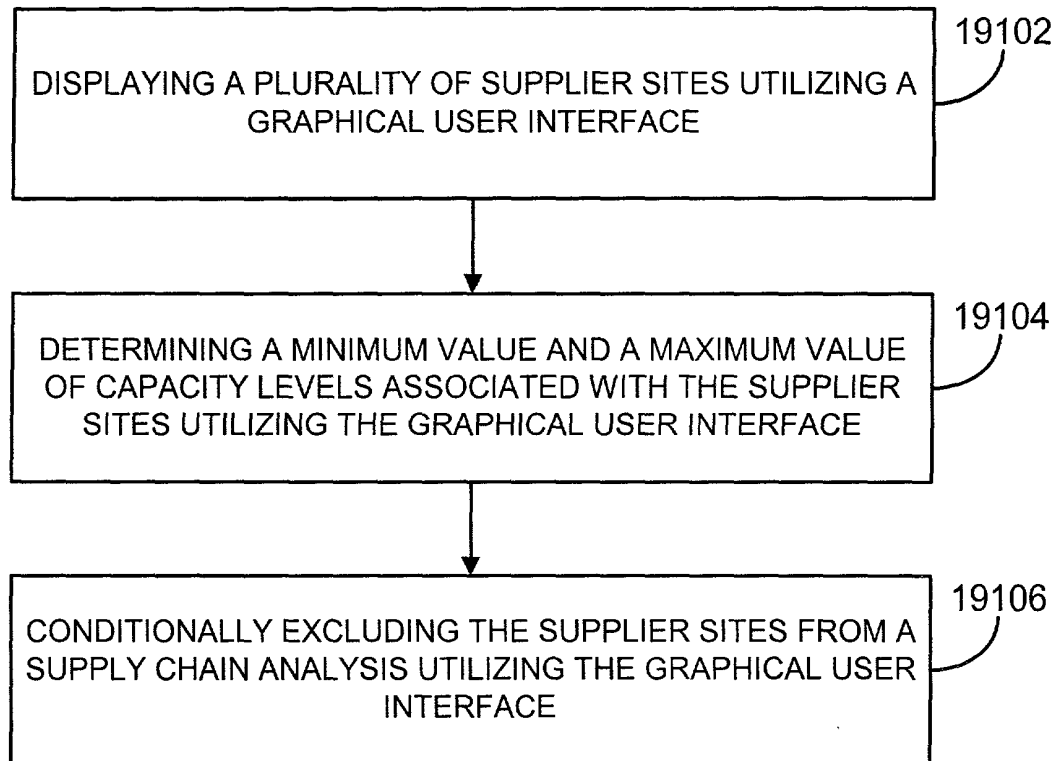 19102
DISPLAYING A PLURALITY OF SUPPLIER SITES UTILIZING A
GRAPHICAL USER INTERFACE
19104
DETERMINING A MINIMUM VALUE AND A MAXIMUM VALUE
OF CAPACITY LEVELS ASSOCIATED WITH THE SUPPLIER
SITES UTILIZING THE GRAPHICAL USER INTERFACE
19106
CONDITIONALLY EXCLUDING THE SUPPLIER SITES FROM A
SUPPLY CHAIN ANALYSIS UTILIZING THE GRAPHICAL USER
INTERFACE